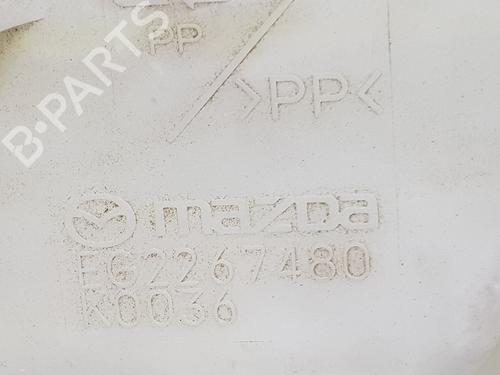 PP
>PP<
mazda
EG2267480
K0036
B-PARTS